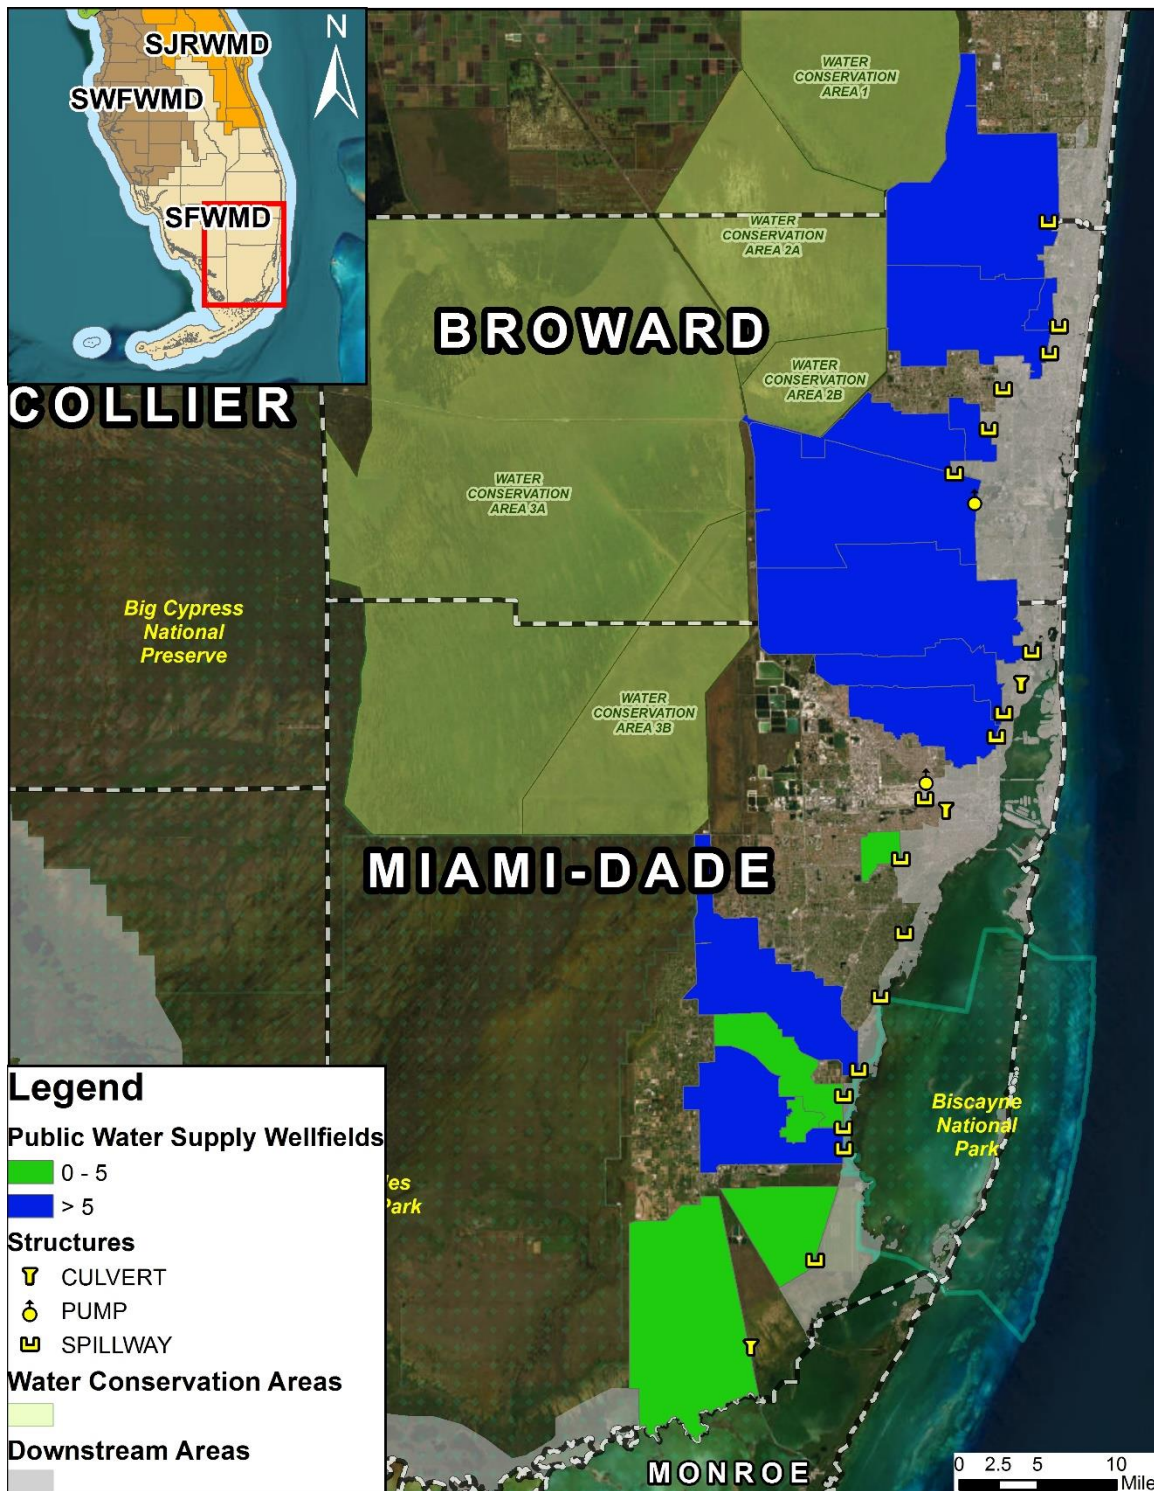 SJRWMD
N
SWFWMD
SFWMD
WATER
CONSERVATION
AREA 1
WATER
CONSERVATION
AREA 2A
BROWARD
WATER
CONSERVATION
AREA 2B
COLLIER
WATER
CONSERVATION
AREA 3A
Big Cypress
National
Preserve
WATER
CONSERVATION
AREA 3B
MIAMI-DADE
Biscayne
National
Park
les
Park
Legend
Public Water Supply Wellfields
0 - 5
> 5
Structures
CULVERT
PUMP
SPILLWAY
Water Conservation Areas
Downstream Areas
MONROE
0 2.5 5 10
Mile